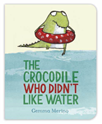 THE
CROCODILE
WHO DIDN'T
LIKE WATER
Gemma Merino